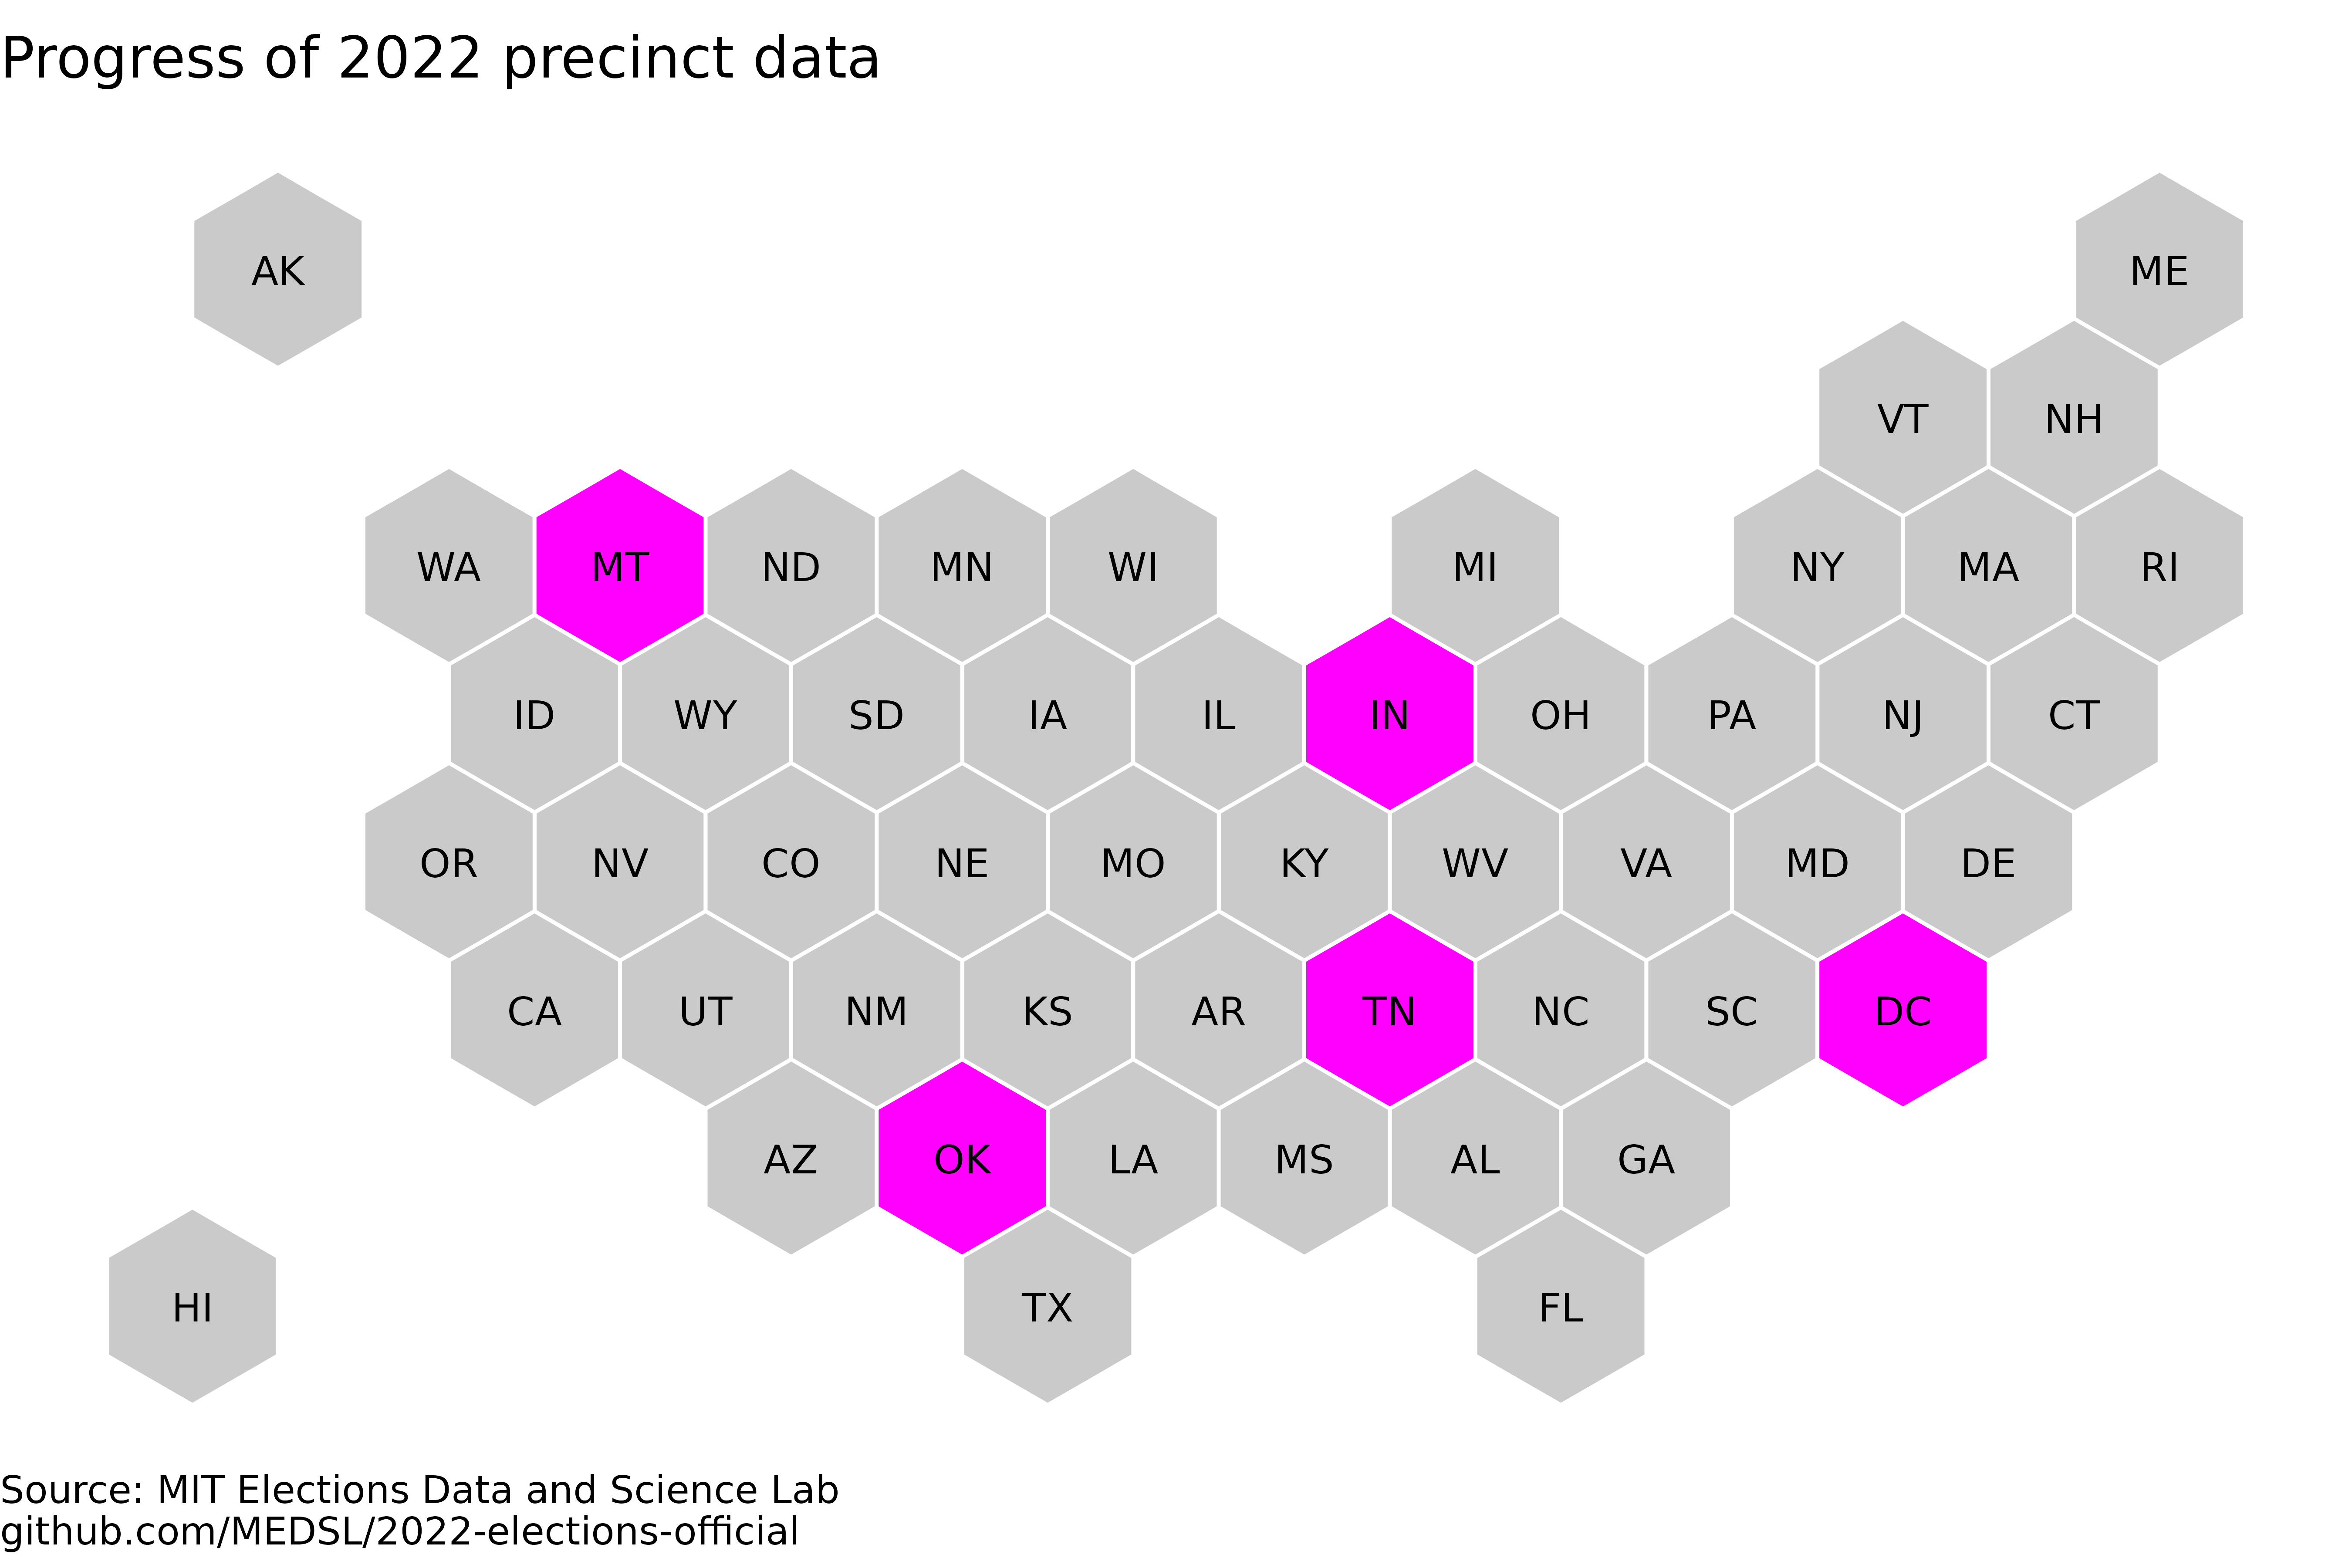 Progress of 2022 precinct data
AK
ME
VT NH
WA MT ND MN WI MI NY MA RI
ID WY SD IA IL IN OH PA NJ CT
OR NV CO NE MO KY WV VA MD DE
CA UT NM KS AR TN NC SC DC
AZ OK LA MS AL GA
HI TX FL
Source: MIT Elections Data and Science Lab
github.com/MEDSL/2022-elections-official